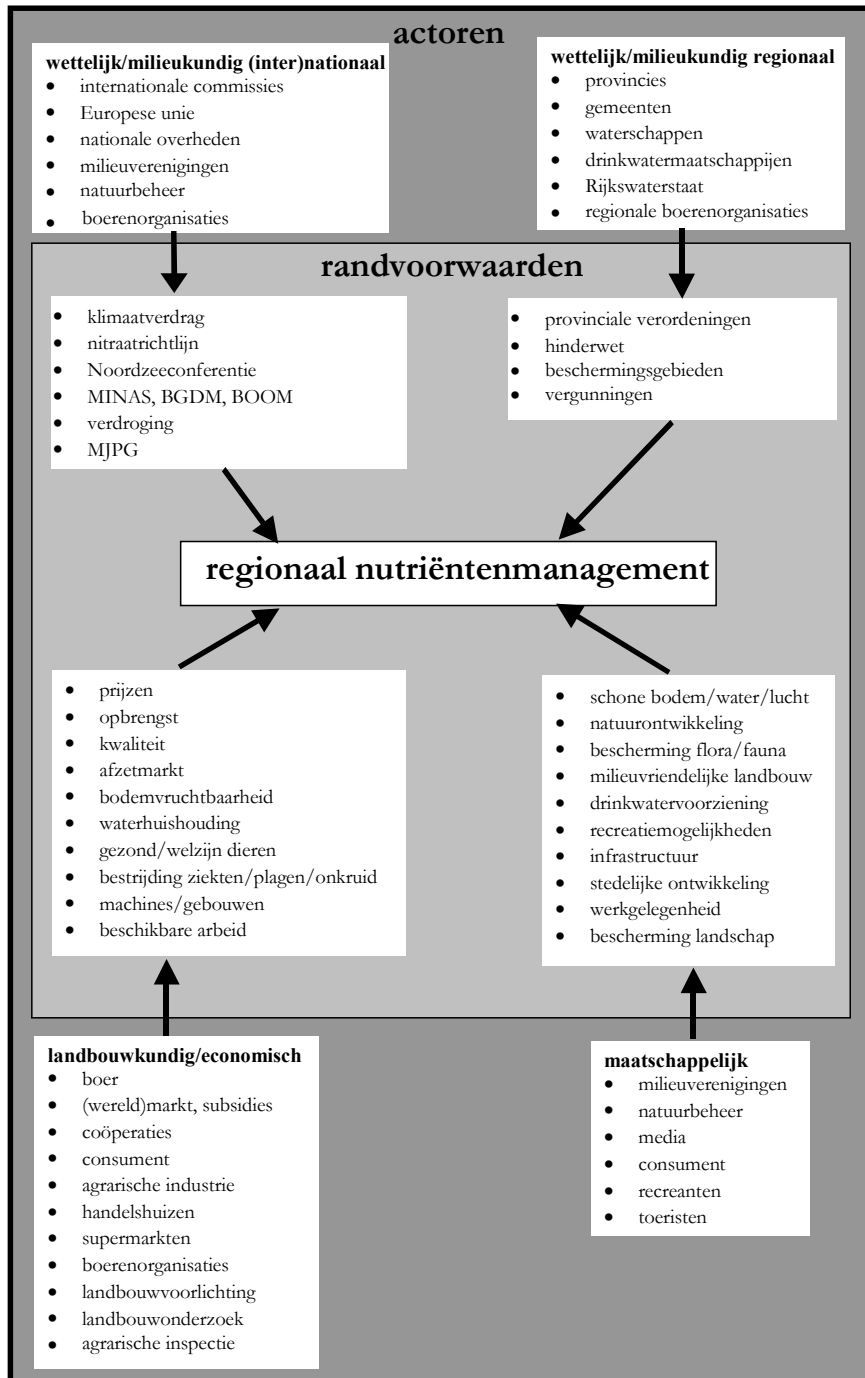 actoren
wettelijk/milieukundig (inter)nationaal
• internationale commissies
• Europese unie
• nationale overheden
• milieuverenigingen
• natuurbeheer
• boerenorganisaties
wettelijk/milieukundig regionaal
• provincies
• gemeenten
• waterschappen
• drinkwatermaatschappijen
• Rijkswaterstaat
• regionale boerenorganisaties
randvoorwaarden
• klimaatverdrag
• nitraatrichtlijn
• Noordzeeconferentie
• MINAS, BGDM, BOOM
• verdroging
• MJPG
• provinciale verordeningen
• hinderwet
• beschermingsgebieden
• vergunningen
regionaal nutriëntenmanagement
• prijzen
• opbrengst
• kwaliteit
• afzetmarkt
• bodemvruchtbaarheid
• waterhuishouding
• gezond/welzijn dieren
• bestrijding ziekten/plagen/onkruid
• machines/gebouwen
• beschikbare arbeid
• schone bodem/water/lucht
• natuurontwikkeling
• bescherming flora/fauna
• milieuvriendelijke landbouw
• drinkwatervoorziening
• recreatiemogelijkheden
• infrastructuur
• stedelijke ontwikkeling
• werkgelegenheid
• bescherming landschap
landbouwkundig/economisch
• boer
• (wereld)markt, subsidies
• coöperaties
• consument
• agrarische industrie
• handelshuizen
• supermarkten
• boerenorganisaties
• landbouwvoorlichting
• landbouwonderzoek
• agrarische inspectie
maatschappelijk
• milieuverenigingen
• natuurbeheer
• media
• consument
• recreanten
• toeristen